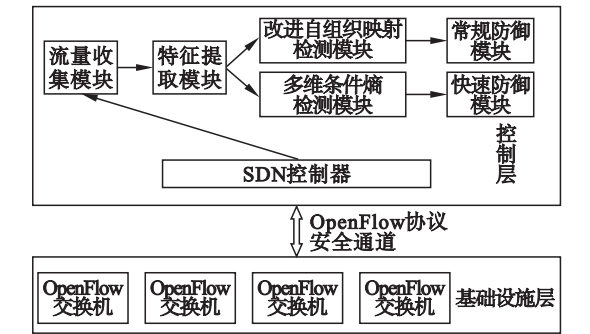 流量收
集模块
特征提
取模块
改进自组织映射
检测模块
常规防御
模块
多维条件熵
检测模块
快速防御
模块
控
制
层
SDN控制器
OpenFlow协议
安全通道
OpenFlow
交换机
OpenFlow
交换机
OpenFlow
交换机
OpenFlow
交换机
基础设施层